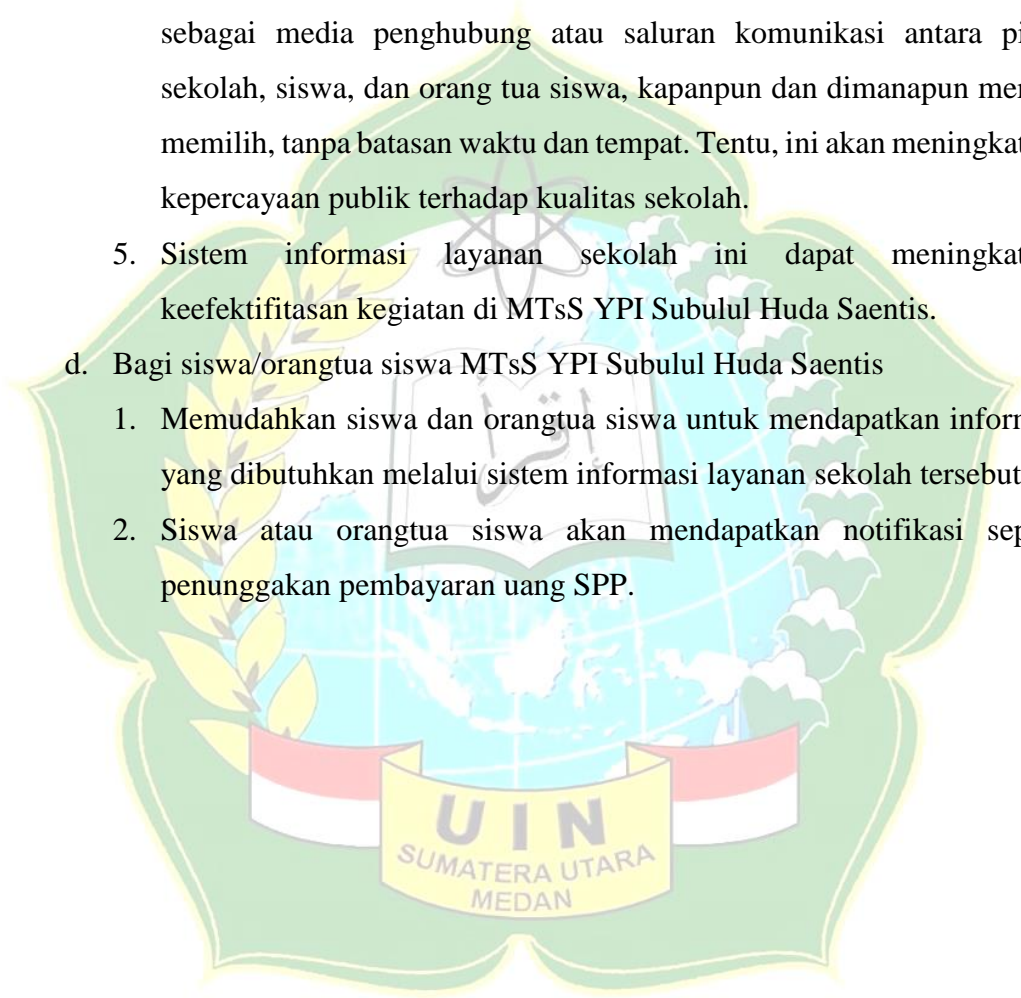 sebagai media penghubung atau saluran komunikasi antara pi
sekolah, siswa, dan orang tua siswa, kapanpun dan dimanapun mer
memilih, tanpa batasan waktu dan tempat. Tentu, ini akan meningkat
kepercayaan publik terhadap kualitas sekolah.
5. Sistem informasi layanan sekolah ini dapat meningkat
keefektifitasan kegiatan di MTsS YPI Subulul Huda Saentis.
d. Bagi siswa/orangtua siswa MTsS YPI Subulul Huda Saentis
1. Memudahkan siswa dan orangtua siswa untuk mendapatkan inform
yang dibutuhkan melalui sistem informasi layanan sekolah tersebut
2. Siswa atau orangtua siswa akan mendapatkan notifikasi sep
penunggakan pembayaran uang SPP.
إقرأ
UIN
SUMATERA UTARA
MEDAN